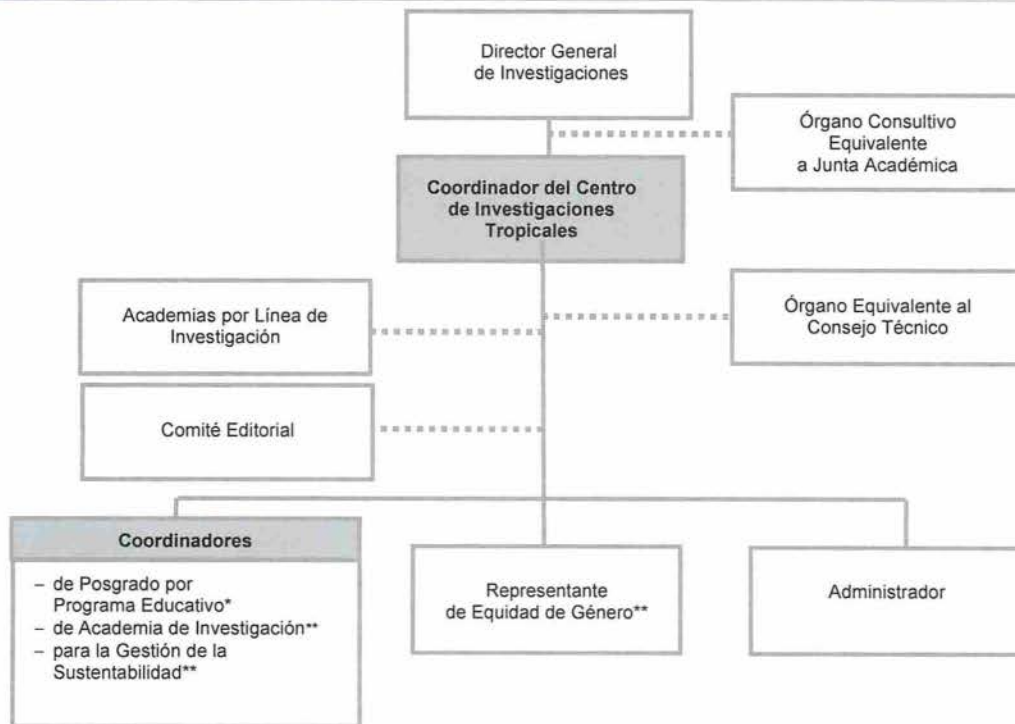 Director General
de Investigaciones
Órgano Consultivo
Equivalente
a Junta Académica
Coordinador del Centro
de Investigaciones
Tropicales
Academias por Línea de
Investigación
Órgano Equivalente al
Consejo Técnico
Comité Editorial
Coordinadores
– de Posgrado por
Programa Educativo*
– de Academia de Investigación**
– para la Gestión de la
Sustentabilidad**
Representante
de Equidad de Género**
Administrador